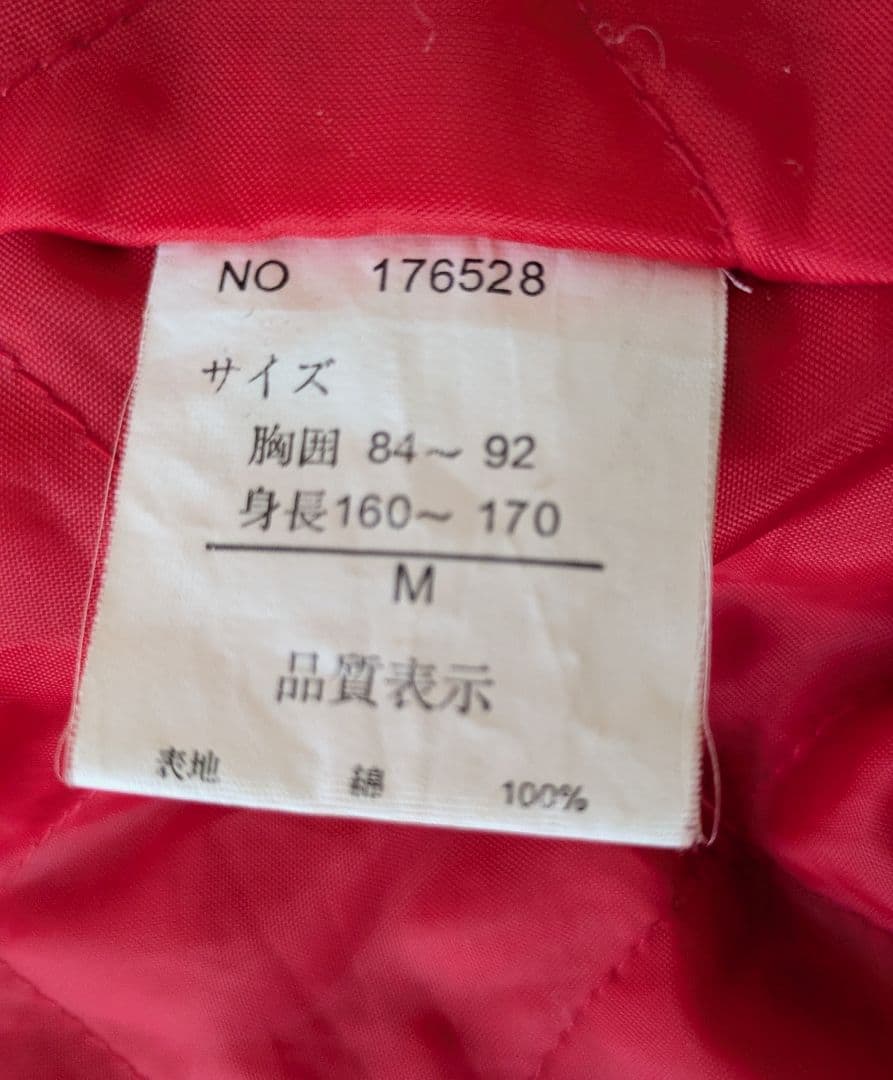 NO 176528
サイズ
胸囲 84～ 92
身長160～ 170
M
品質表示
表地 綿 100%